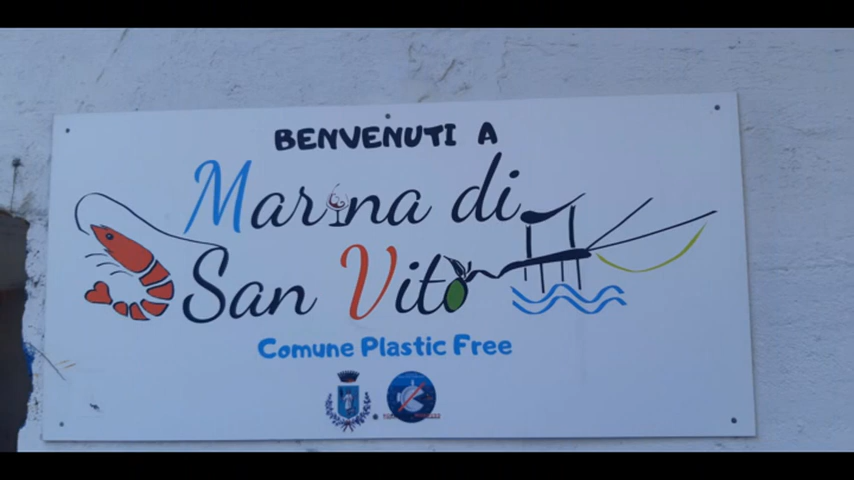 BENVENUTI A
Marina di
San Vito
Comune Plastic Free